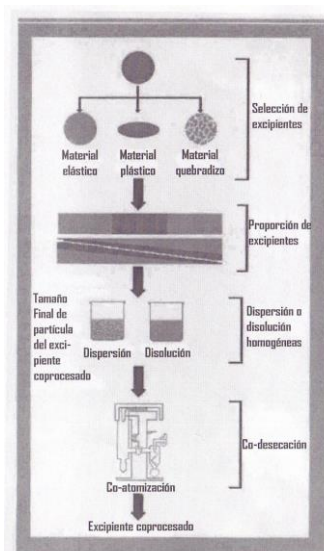 Selección de
excipientes
Material
elástico
Material
plástico
Material
quebradizo
Proporción de
excipientes
Tamaño
Final de
partícula
del exci-
piente
coprocesado
Dispersión
Disolución
Dispersión o
disolución
homogéneas
Co-desecación
Co-atomización
Excipiente coprocesado